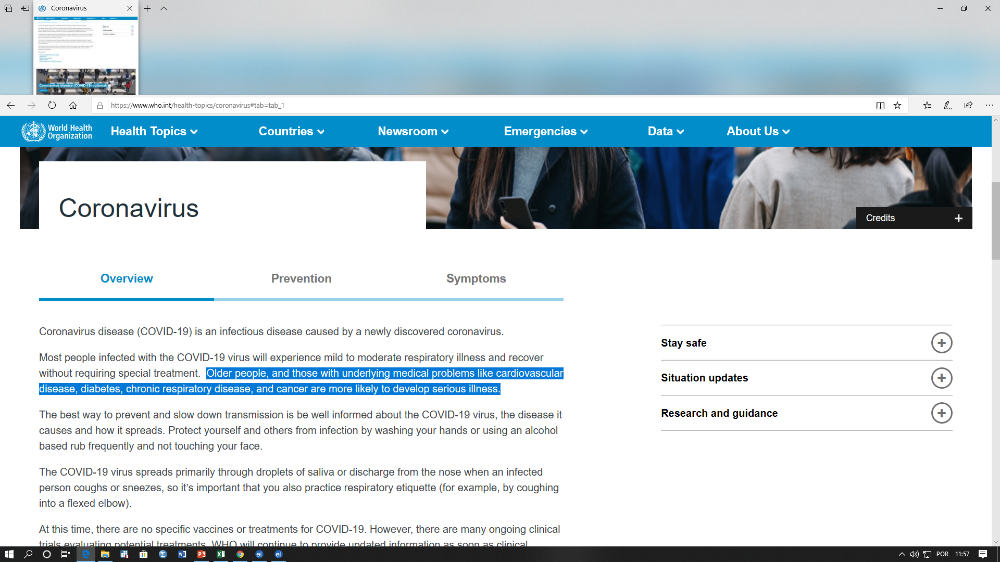 Coronavirus
Coronavirus disease (COVID-19) outbreak
https://www.who.int/health-topics/coronavirus#tab=tab_1
World Health
Organization
Health Topics
Countries
Newsroom
Emergencies
Data
About Us
Coronavirus
Credits
Overview
Prevention
Symptoms
Coronavirus disease (COVID-19) is an infectious disease caused by a newly discovered coronavirus.
Most people infected with the COVID-19 virus will experience mild to moderate respiratory illness and recover
without requiring special treatment.  Older people, and those with underlying medical problems like cardiovascular
disease, diabetes, chronic respiratory disease, and cancer are more likely to develop serious illness.
The best way to prevent and slow down transmission is be well informed about the COVID-19 virus, the disease it
causes and how it spreads. Protect yourself and others from infection by washing your hands or using an alcohol
based rub frequently and not touching your face.
The COVID-19 virus spreads primarily through droplets of saliva or discharge from the nose when an infected
person coughs or sneezes, so it’s important that you also practice respiratory etiquette (for example, by coughing
into a flexed elbow).
At this time, there are no specific vaccines or treatments for COVID-19. However, there are many ongoing clinical
trials evaluating potential treatments. WHO will continue to provide updated information as soon as clinical
Stay safe
Situation updates
Research and guidance
POR
11:57